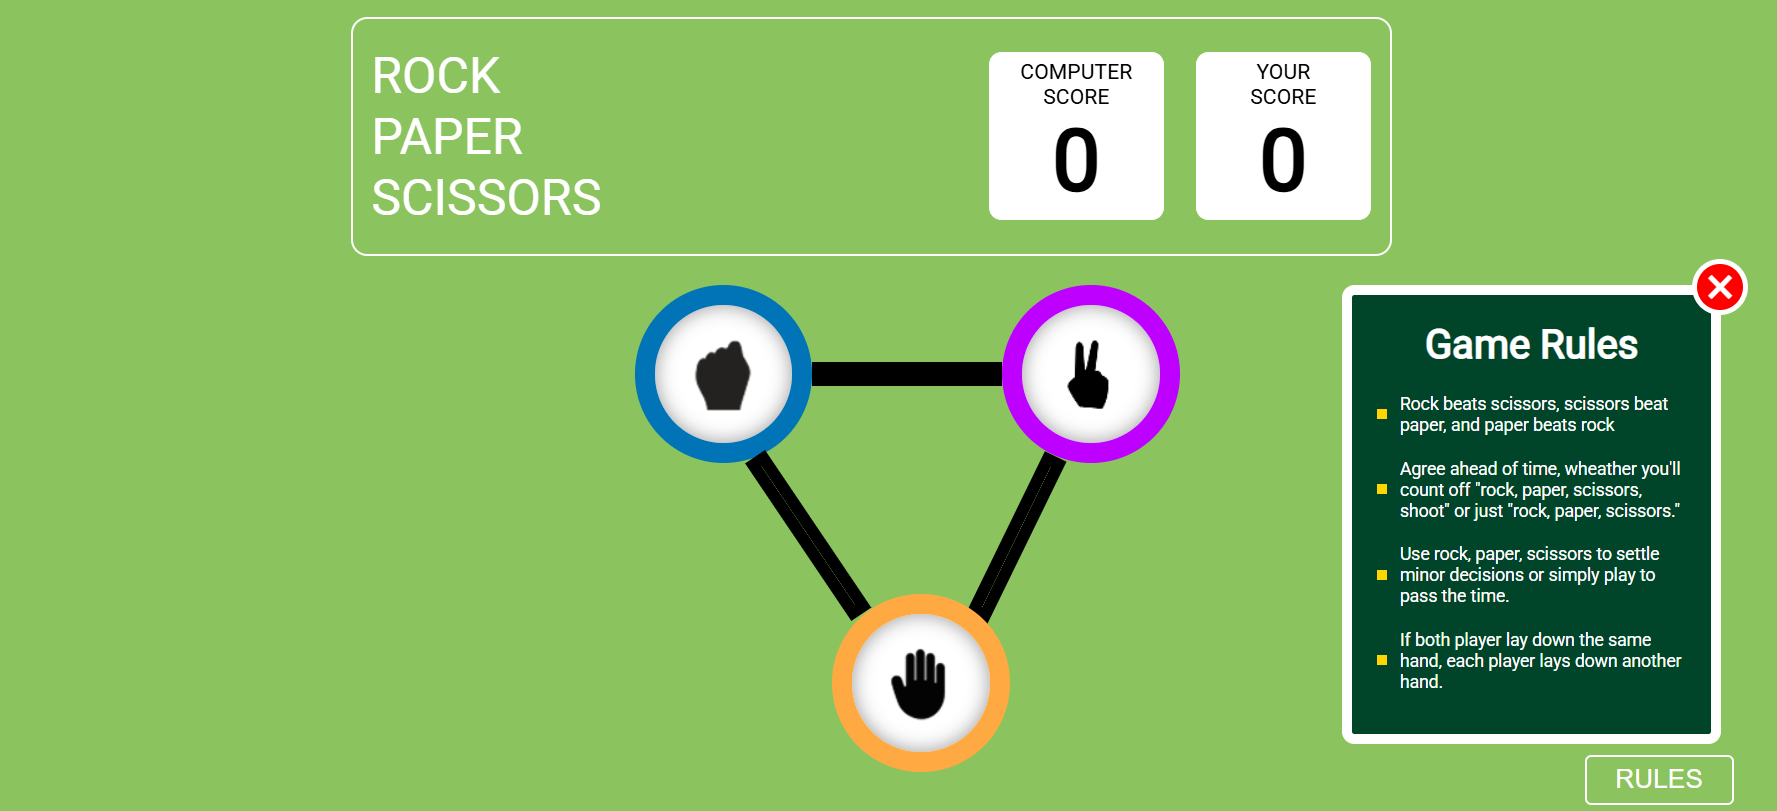 ROCK
PAPER
SCISSORS
COMPUTER
SCORE
0
YOUR
SCORE
0
Game Rules
Rock beats scissors, scissors beat
paper, and paper beats rock
Agree ahead of time, wheather you'll
count off "rock, paper, scissors,
shoot" or just "rock, paper, scissors."
Use rock, paper, scissors to settle
minor decisions or simply play to
pass the time.
If both player lay down the same
hand, each player lays down another
hand.
RULES